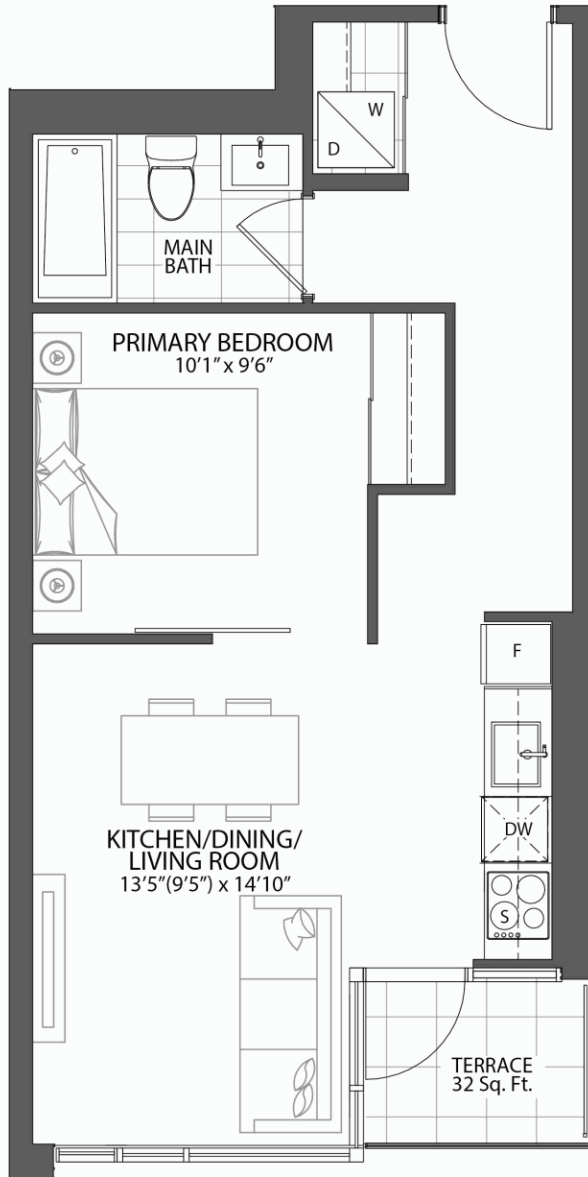 W
D
MAIN
BATH
PRIMARY BEDROOM
10’1” x 9’6”
F
DW
KITCHEN/DINING/
LIVING ROOM
13’5”(9’5”) x 14’10”
S
TERRACE
32 Sq. Ft.